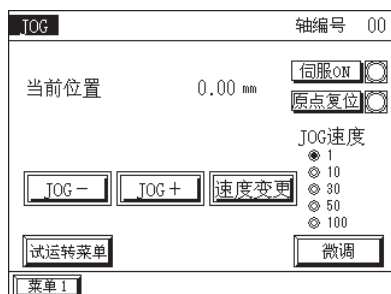 JOG 轴编号 00
伺服ON
当前位置 0.00 mm
原点复位
JOG速度
1
10
JOG－ JOG＋ 速度变更 30
50
100
试运转菜单 微调
菜单1